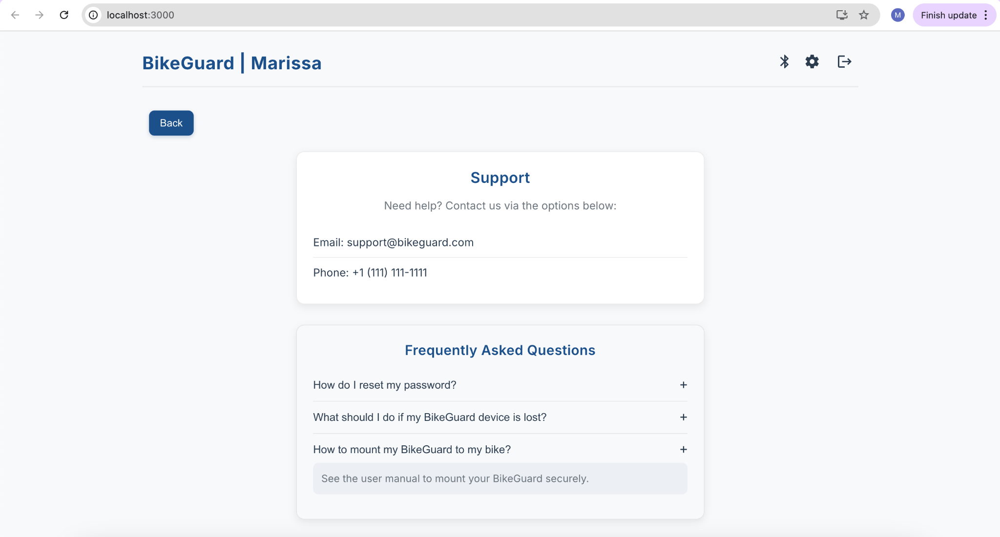 localhost:3000
M
Finish update
BikeGuard | Marissa
Back
Support
Need help? Contact us via the options below:
Email: support@bikeguard.com
Phone: +1 (111) 111-1111
Frequently Asked Questions
How do I reset my password? +
What should I do if my BikeGuard device is lost? +
How to mount my BikeGuard to my bike? +
See the user manual to mount your BikeGuard securely.